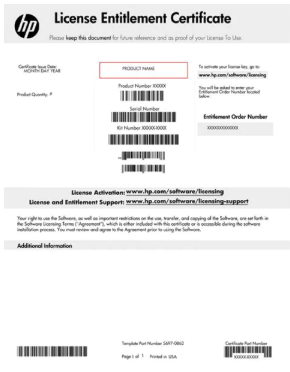 hp
License Entitlement Certificate
Please keep this document for future reference and as proof of your License To Use.
Certificate Issue Date:
MONTH DAY YEAR
Product Quantity: #
PRODUCT NAME
Product Number XXXXX
Serial Number
Kit Number XXXXX-XXXX
To activate your license key, go to:
www.hp.com/software/licensing
You will be asked to enter your
Entitlement Order Number located
below
Entitlement Order Number
XXXXXXXXXXXXX
License Activation: www.hp.com/software/licensing
License and Entitlement Support: www.hp.com/software/licensing-support
Your right to use the Software, as well as important restrictions on the use, transfer, and copying of the Software, are set forth in
the Software Licensing Terms ("Agreement"), which is either included with this certificate or is accessible during the software
installation process. You must review and agree to the Agreement prior to using the Software.
Additional Information
Template Part Number 5697-0862
Page 1 of 1 Printed in USA
Certificate Part Number
XXXXX-XXXXX